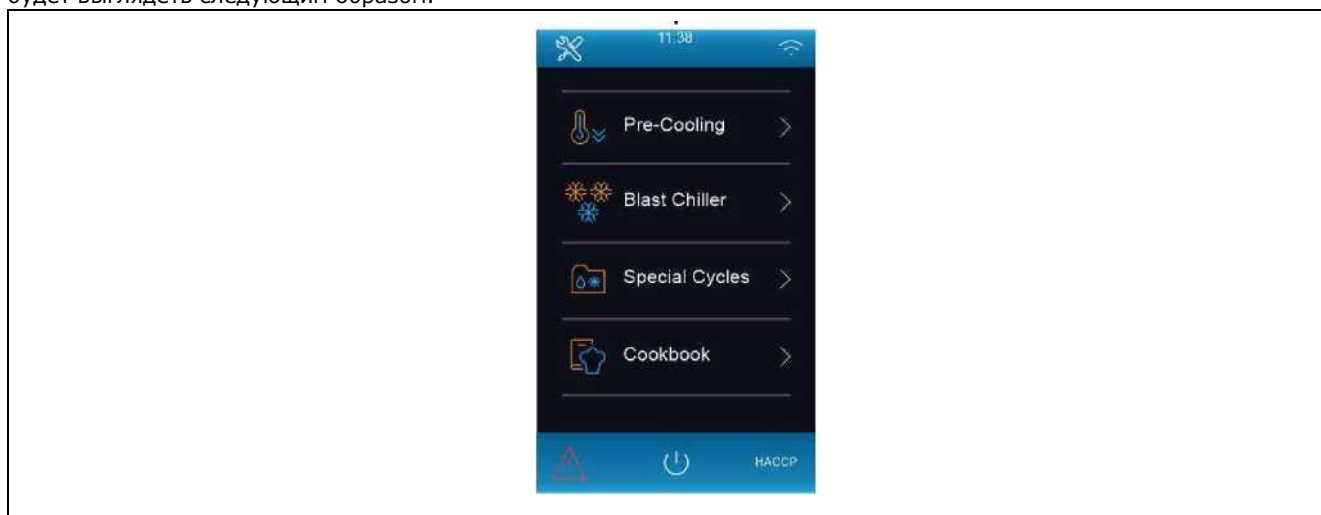 будет выглядеть следующим образом.
11:38
Pre-Cooling
Blast Chiller
Special Cycles
Cookbook
HACCP